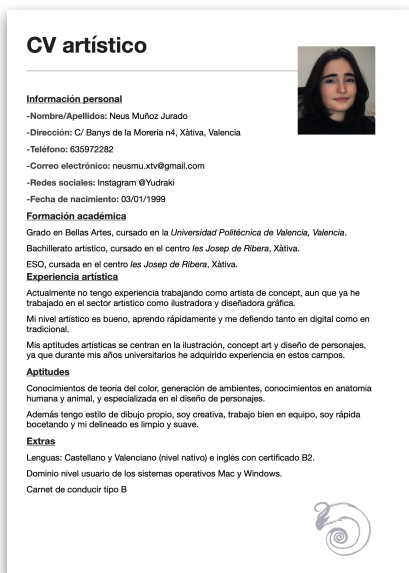 CV artístico
Información personal
-Nombre/Apellidos: Neus Muñoz Jurado
-Dirección: C/ Banys de la Moreria n4, Xàtiva, Valencia
-Teléfono: 635972282
-Correo electrónico: neusmu.xtv@gmail.com
-Redes sociales: Instagram @Yudraki
-Fecha de nacimiento: 03/01/1999
Formación académica
Grado en Bellas Artes, cursado en la Universidad Politécnica de Valencia, Valencia.
Bachillerato artístico, cursado en el centro Ies Josep de Ribera, Xàtiva.
ESO, cursada en el centro Ies Josep de Ribera, Xàtiva.
Experiencia artística
Actualmente no tengo experiencia trabajando como artista de concept, aun que ya he
trabajado en el sector artístico como ilustradora y diseñadora gráfica.
Mi nivel artístico es bueno, aprendo rápidamente y me defiendo tanto en digital como en
tradicional.
Mis aptitudes artísticas se centran en la ilustración, concept art y diseño de personajes,
ya que durante mis años universitarios he adquirido experiencia en estos campos.
Aptitudes
Conocimientos de teoría del color, generación de ambientes, conocimientos en anatomía
humana y animal, y especializada en el diseño de personajes.
Además tengo estilo de dibujo propio, soy creativa, trabajo bien en equipo, soy rápida
bocetando y mi delineado es limpio y suave.
Extras
Lenguas: Castellano y Valenciano (nivel nativo) e inglés con certificado B2.
Dominio nivel usuario de los sistemas operativos Mac y Windows.
Carnet de conducir tipo B